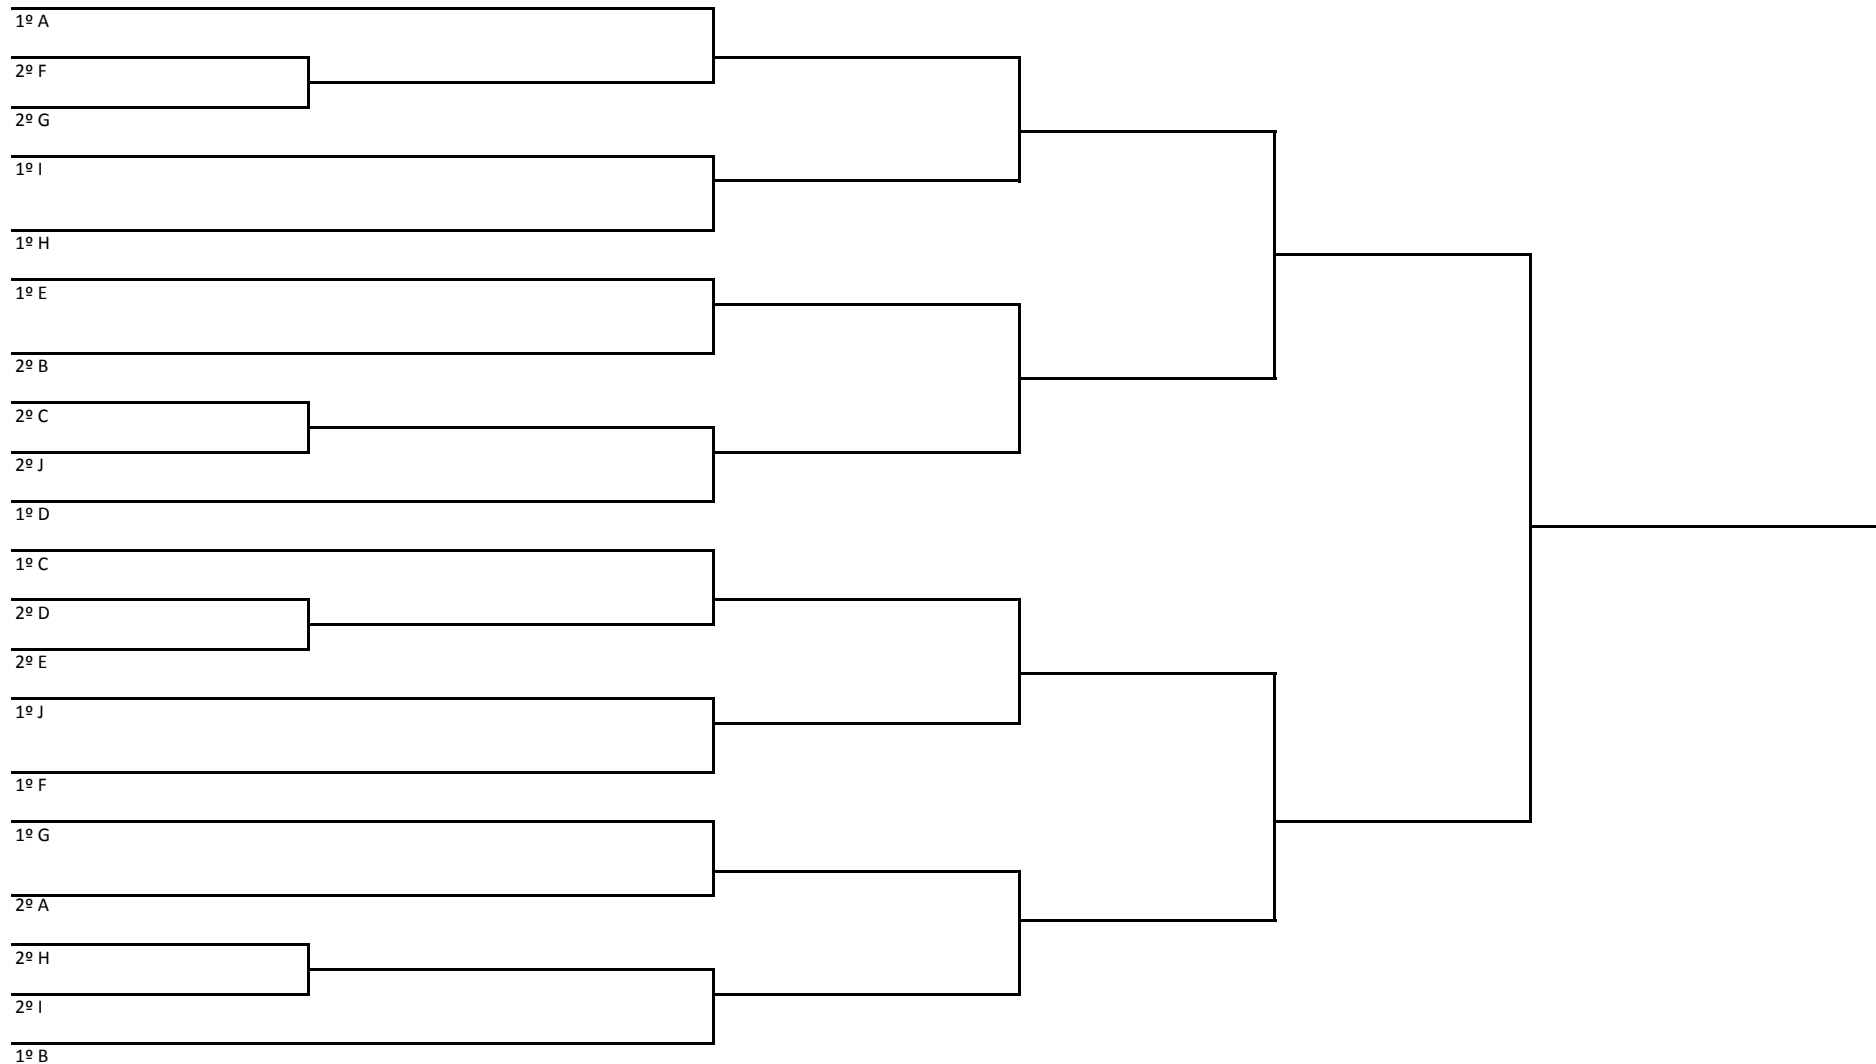 1º A
2º F
2º G
1º I
1º H
1º E
2º B
2º C
2º J
1º D
1º C
2º D
2º E
1º J
1º F
1º G
2º A
2º H
2º I
1º B